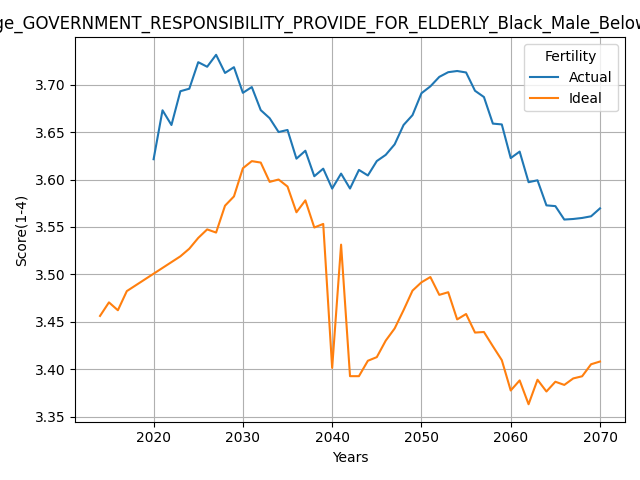 ge_GOVERNMENT_RESPONSIBILITY_PROVIDE_FOR_ELDERLY_Black_Male_Below
Fertility
Actual
Ideal
Score(1-4)
3.70
3.65
3.60
3.55
3.50
3.45
3.40
3.35
2020 2030 2040 2050 2060 2070
Years